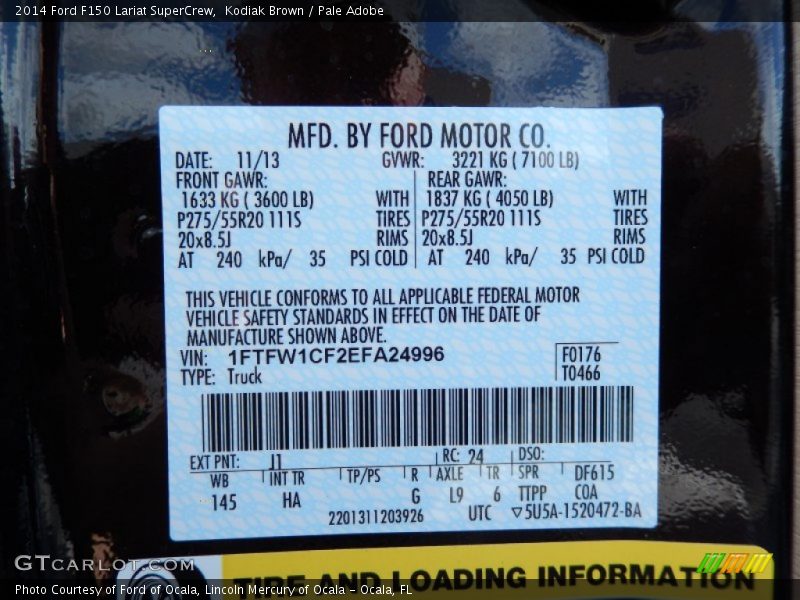 2014 Ford F150 Lariat SuperCrew,  Kodiak Brown / Pale Adobe
MFD. BY FORD MOTOR CO.
DATE: 11/13 GVWR: 3221 KG ( 7100 LB)
FRONT GAWR: REAR GAWR:
1633 KG ( 3600 LB) WITH 1837 KG ( 4050 LB) WITH
P275/55R20 111S TIRES P275/55R20 111S TIRES
20x8.5J RIMS 20x8.5J RIMS
AT 240 kPa/ 35 PSI COLD AT 240 kPa/ 35 PSI COLD
THIS VEHICLE CONFORMS TO ALL APPLICABLE FEDERAL MOTOR
VEHICLE SAFETY STANDARDS IN EFFECT ON THE DATE OF
MANUFACTURE SHOWN ABOVE.
VIN: 1FTFW1CF2EFA24996 F0176
TYPE: Truck T0466
EXT PNT: J1 RC: 24 DSO:
WB INT TR TP/PS R AXLE TR SPR DF615
145 HA G L9 6 TTPP COA
2201311203926 UTC ▽5U5A-1520472-BA
TIRE AND LOADING INFORMATION
GTCARLOT.COM
Photo Courtesy of Ford of Ocala, Lincoln Mercury of Ocala – Ocala, FL